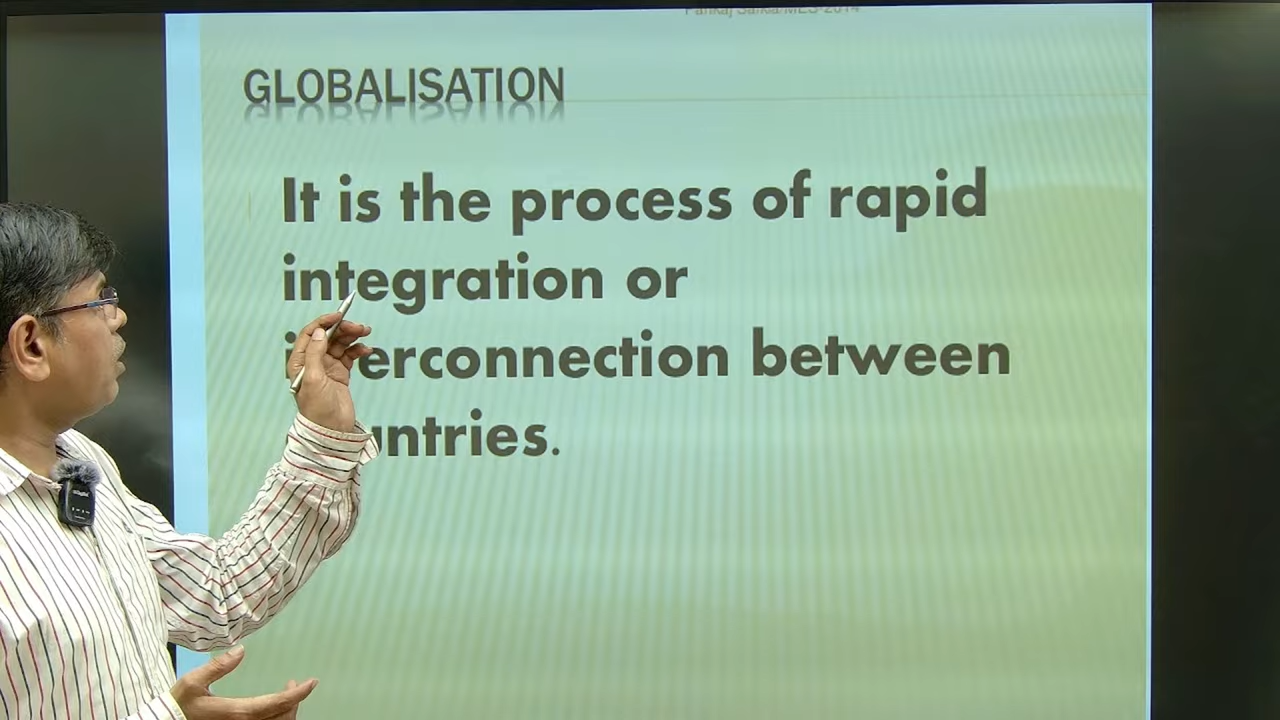 GLOBALISATION
It is the process of rapid
integration or
interconnection between
countries.